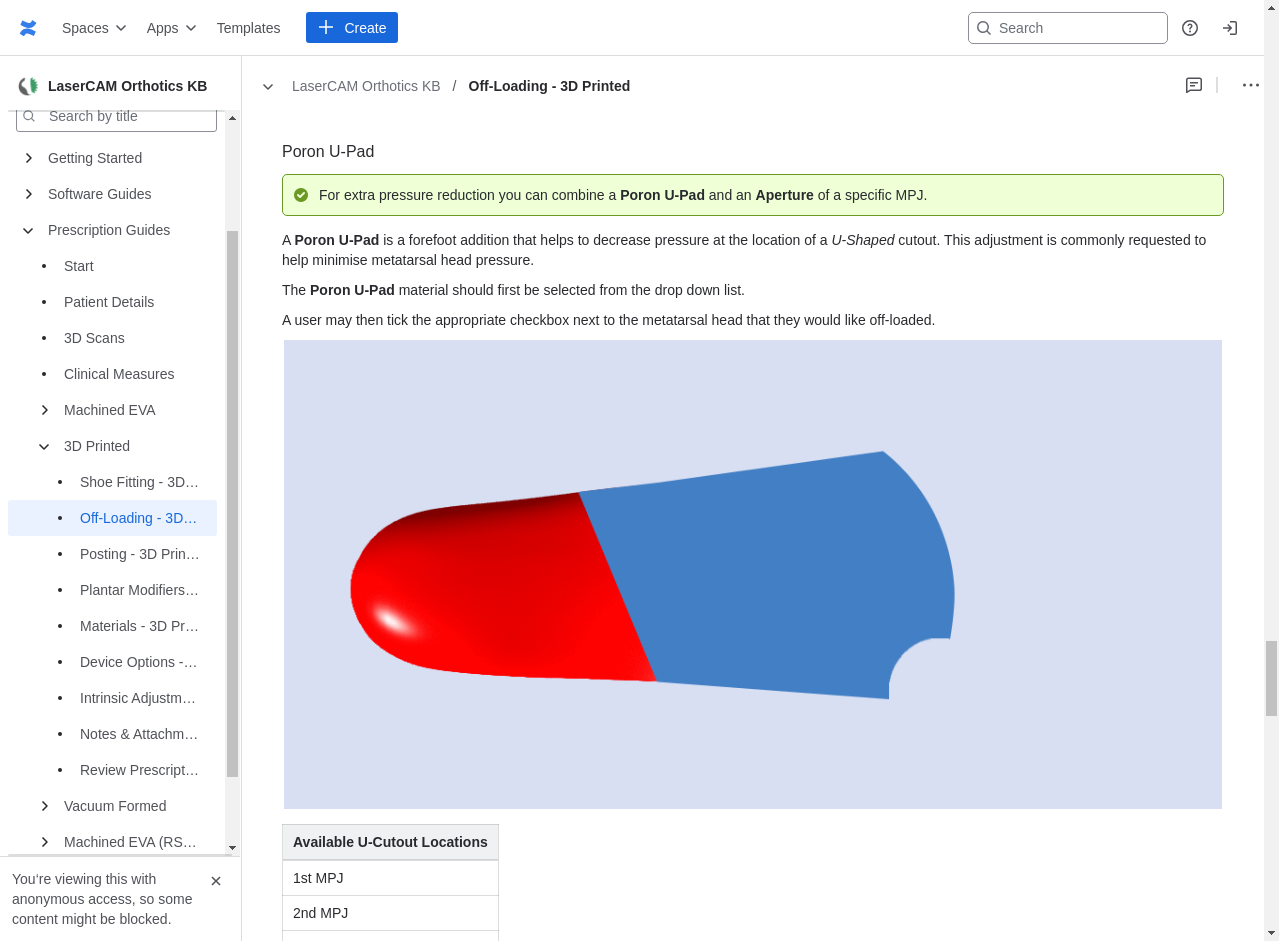 Spaces
Apps
Templates
Create
Search
LaserCAM Orthotics KB
LaserCAM Orthotics KB / Off-Loading - 3D Printed
Search by title
Getting Started
Software Guides
Prescription Guides
Start
Patient Details
3D Scans
Clinical Measures
Machined EVA
3D Printed
Shoe Fitting - 3D…
Off-Loading - 3D…
Posting - 3D Prin…
Plantar Modifiers…
Materials - 3D Pr…
Device Options -…
Intrinsic Adjustm…
Notes & Attachm…
Review Prescript…
Vacuum Formed
Machined EVA (RS…
You‘re viewing this with
anonymous access, so some
content might be blocked.
Poron U-Pad
For extra pressure reduction you can combine a Poron U-Pad and an Aperture of a specific MPJ.
A Poron U-Pad is a forefoot addition that helps to decrease pressure at the location of a U-Shaped cutout. This adjustment is commonly requested to
help minimise metatarsal head pressure.
The Poron U-Pad material should first be selected from the drop down list.
A user may then tick the appropriate checkbox next to the metatarsal head that they would like off-loaded.
Available U-Cutout Locations
1st MPJ
2nd MPJ